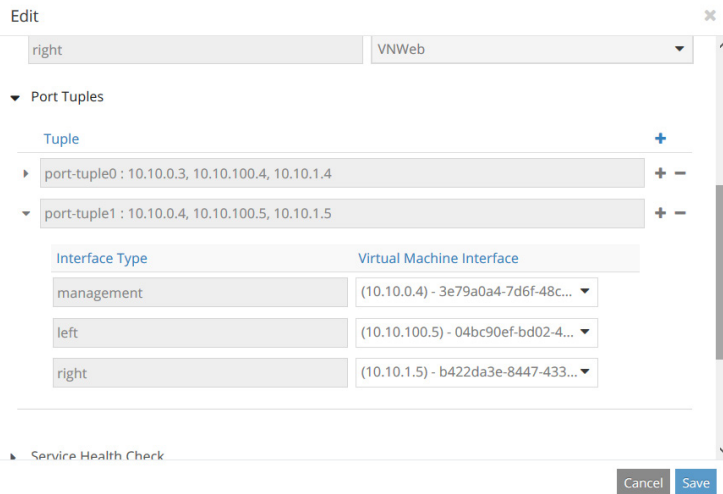 Edit
right VNWeb
Port Tuples
Tuple
port-tuple0 : 10.10.0.3, 10.10.100.4, 10.10.1.4
port-tuple1 : 10.10.0.4, 10.10.100.5, 10.10.1.5
Interface Type Virtual Machine Interface
management (10.10.0.4) - 3e79a0a4-7d6f-48c...
left (10.10.100.5) - 04bc90ef-bd02-4...
right (10.10.1.5) - b422da3e-8447-433...
Service Health Check
Cancel Save